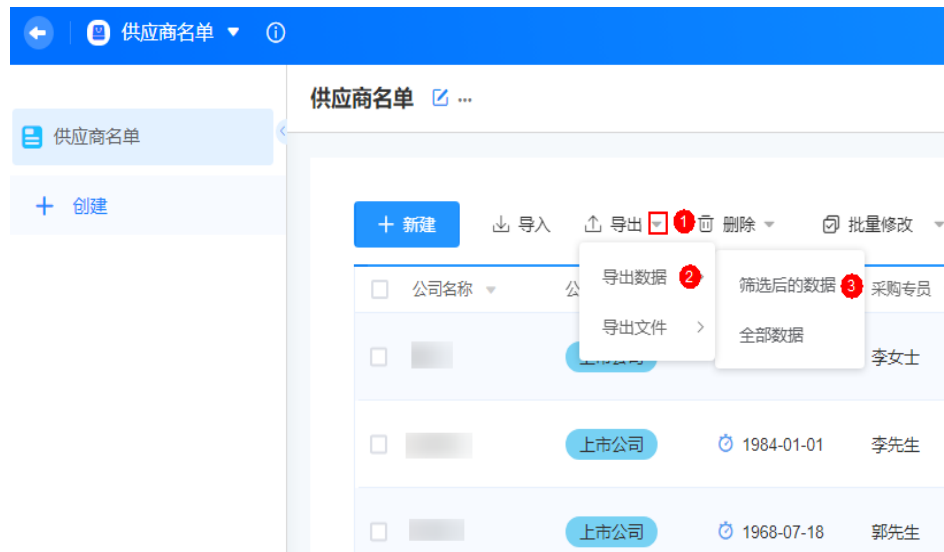 供应商名单
供应商名单
供应商名单
创建
新建 导入 导出 1 删除 批量修改
公司名称 公 导出数据 2 筛选后的数据 3 采购专员
导出文件 全部数据
李女士
上市公司 1984-01-01 李先生
上市公司 1968-07-18 郭先生